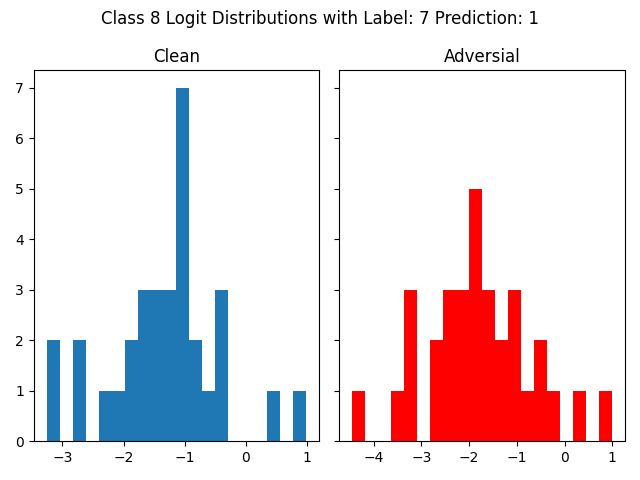 Class 8 Logit Distributions with Label: 7 Prediction: 1
Clean
Adversial
7
6
5
4
3
2
1
0
−3 −2 −1 0 1
−4 −3 −2 −1 0 1